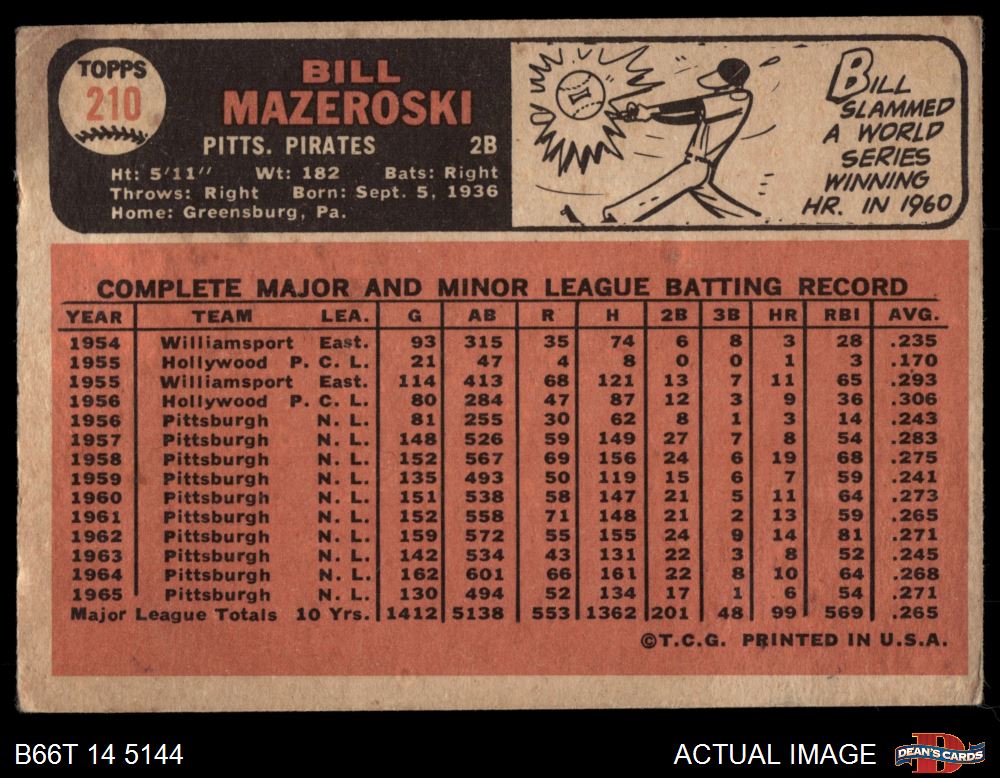 TOPPS
210
BILL
MAZEROSKI
PITTS. PIRATES 2B
Ht: 5'11" Wt: 182 Bats: Right
Throws: Right Born: Sept. 5, 1936
Home: Greensburg, Pa.
BILL
SLAMMED
A WORLD
SERIES
WINNING
HR. IN 1960
COMPLETE MAJOR AND MINOR LEAGUE BATTING RECORD
YEAR TEAM LEA. G AB R H 2B 3B HR RBI AVG.
1954 Williamsport East. 93 315 35 74 6 8 3 28 .235
1955 Hollywood P. C. L. 21 47 4 8 0 0 1 3 .170
1955 Williamsport East. 114 413 68 121 13 7 11 65 .293
1956 Hollywood P. C. L. 80 284 47 87 12 3 9 36 .306
1956 Pittsburgh N. L. 81 255 30 62 8 1 3 14 .243
1957 Pittsburgh N. L. 148 526 59 149 27 7 8 54 .283
1958 Pittsburgh N. L. 152 567 69 156 24 6 19 68 .275
1959 Pittsburgh N. L. 135 493 50 119 15 6 7 59 .241
1960 Pittsburgh N. L. 151 538 58 147 21 5 11 64 .273
1961 Pittsburgh N. L. 152 558 71 148 21 2 13 59 .265
1962 Pittsburgh N. L. 159 572 55 155 24 9 14 81 .271
1963 Pittsburgh N. L. 142 534 43 131 22 3 8 52 .245
1964 Pittsburgh N. L. 162 601 66 161 22 8 10 64 .268
1965 Pittsburgh N. L. 130 494 52 134 17 1 6 54 .271
Major League Totals 10 Yrs. 1412 5138 553 1362 201 48 99 569 .265
©T.C.G. PRINTED IN U.S.A.
B66T 14 5144 ACTUAL IMAGE
DEAN'S CARDS